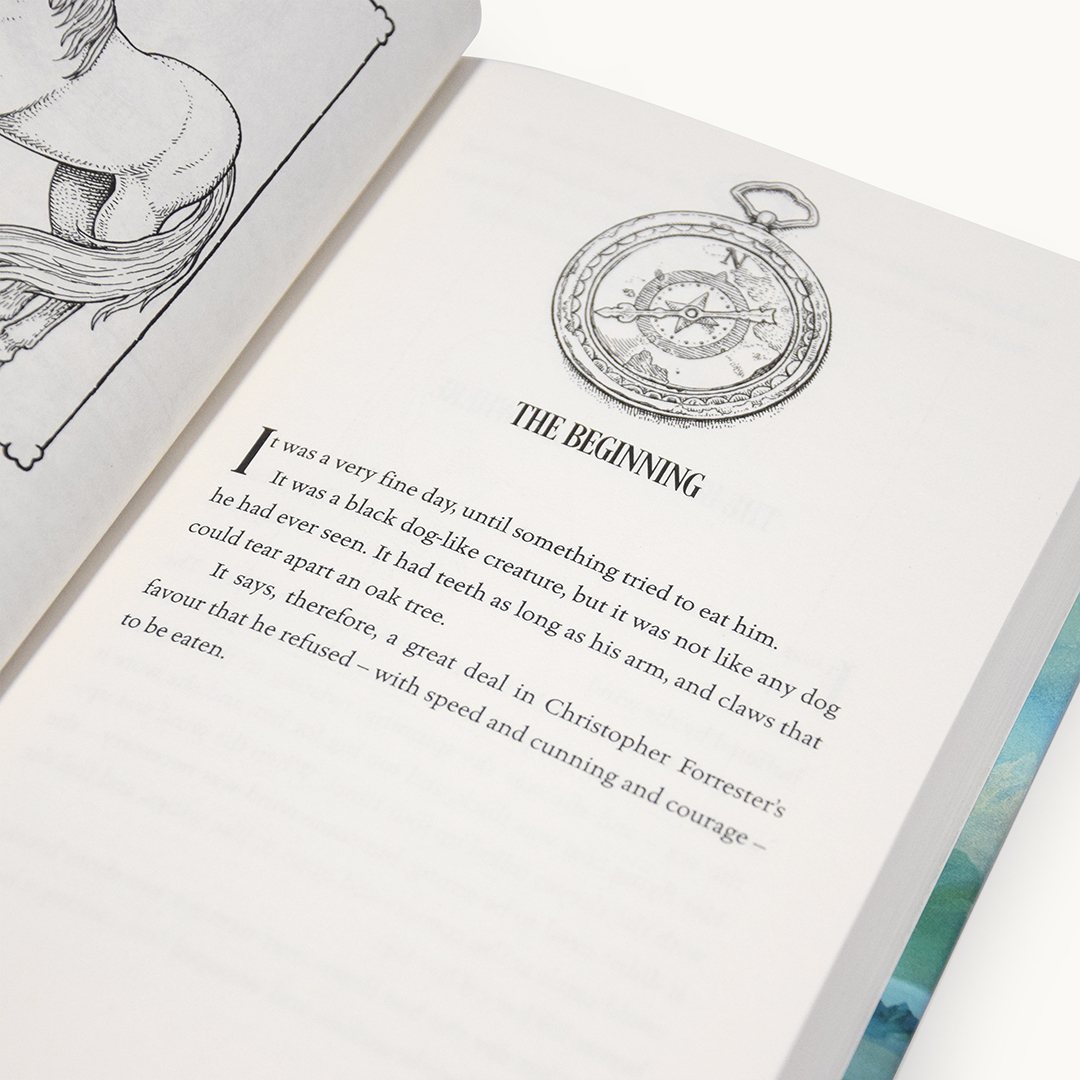 N
THE BEGINNING
It was a very fine day, until something tried to eat him.
It was a black dog-like creature, but it was not like any dog
he had ever seen. It had teeth as long as his arm, and claws that
could tear apart an oak tree.
It says, therefore, a great deal in Christopher Forrester's
favour that he refused – with speed and cunning and courage –
to be eaten.